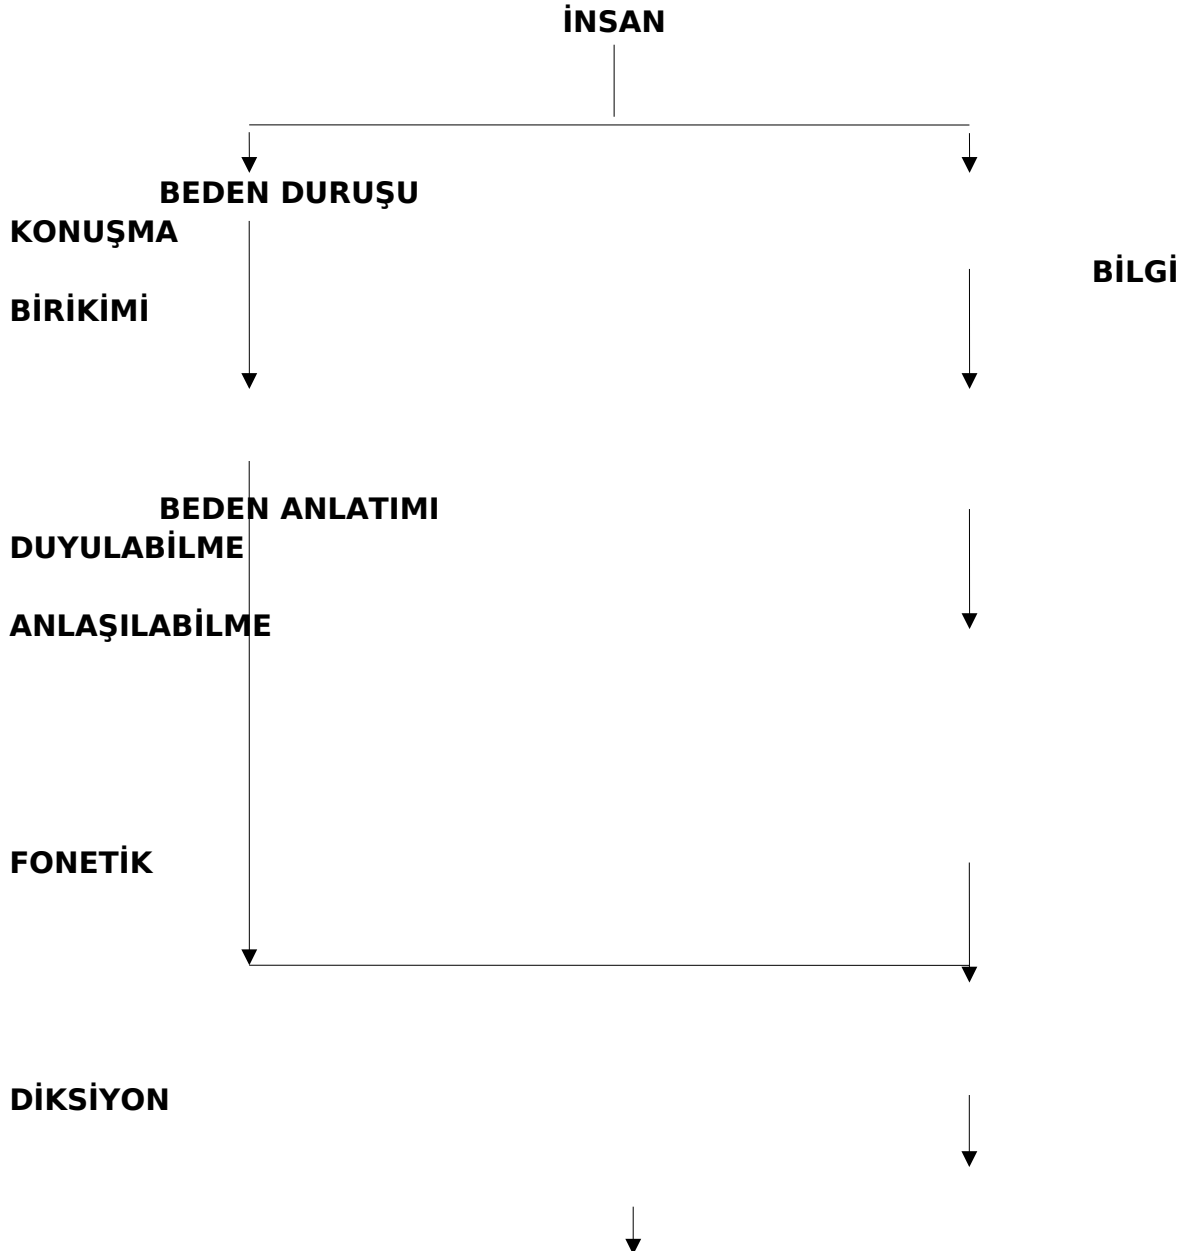 İNSAN
BEDEN DURUŞU
KONUŞMA
BİLGİ
BİRİKİMİ
BEDEN ANLATIMI
DUYULABİLME
ANLAŞILABİLME
FONETİK
DİKSİYON